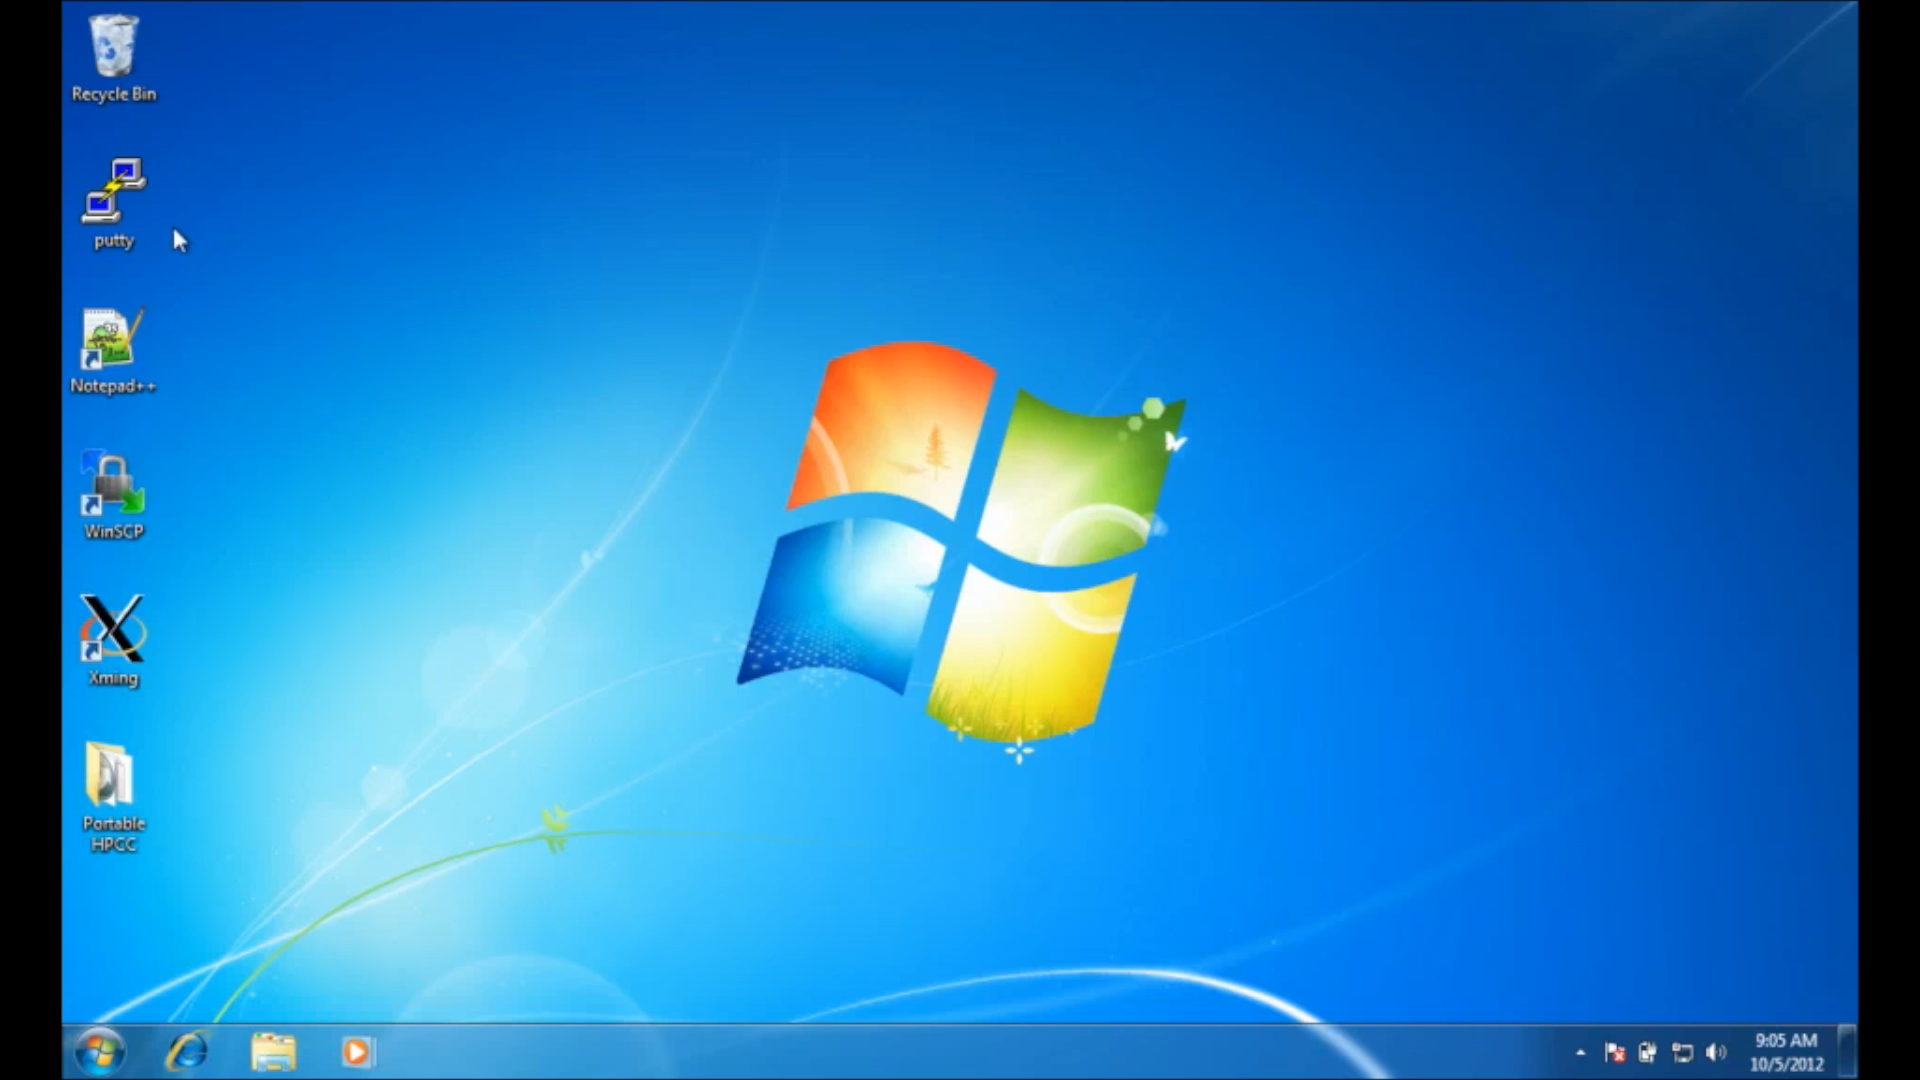 Recycle Bin
putty
Notepad++
WinSCP
Xming
Portable
HPCC
9:05 AM
10/5/2012